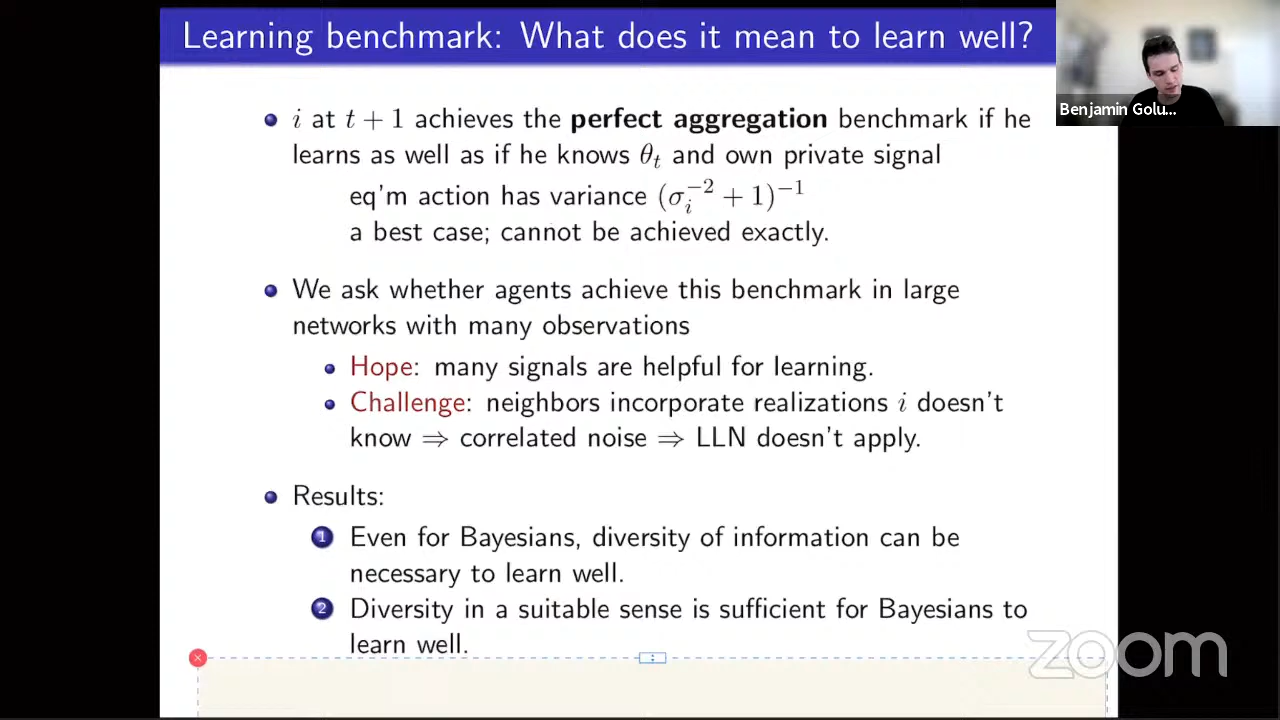 Learning benchmark: What does it mean to learn well?
Benjamin Golu...
i at t + 1 achieves the perfect aggregation benchmark if he
learns as well as if he knows θ_t and own private signal
eq'm action has variance (σ_i^{-2} + 1)^{-1}
a best case; cannot be achieved exactly.
We ask whether agents achieve this benchmark in large
networks with many observations
Hope: many signals are helpful for learning.
Challenge: neighbors incorporate realizations i doesn't
know ⇒ correlated noise ⇒ LLN doesn't apply.
Results:
1 Even for Bayesians, diversity of information can be
necessary to learn well.
2 Diversity in a suitable sense is sufficient for Bayesians to
learn well.
zoom